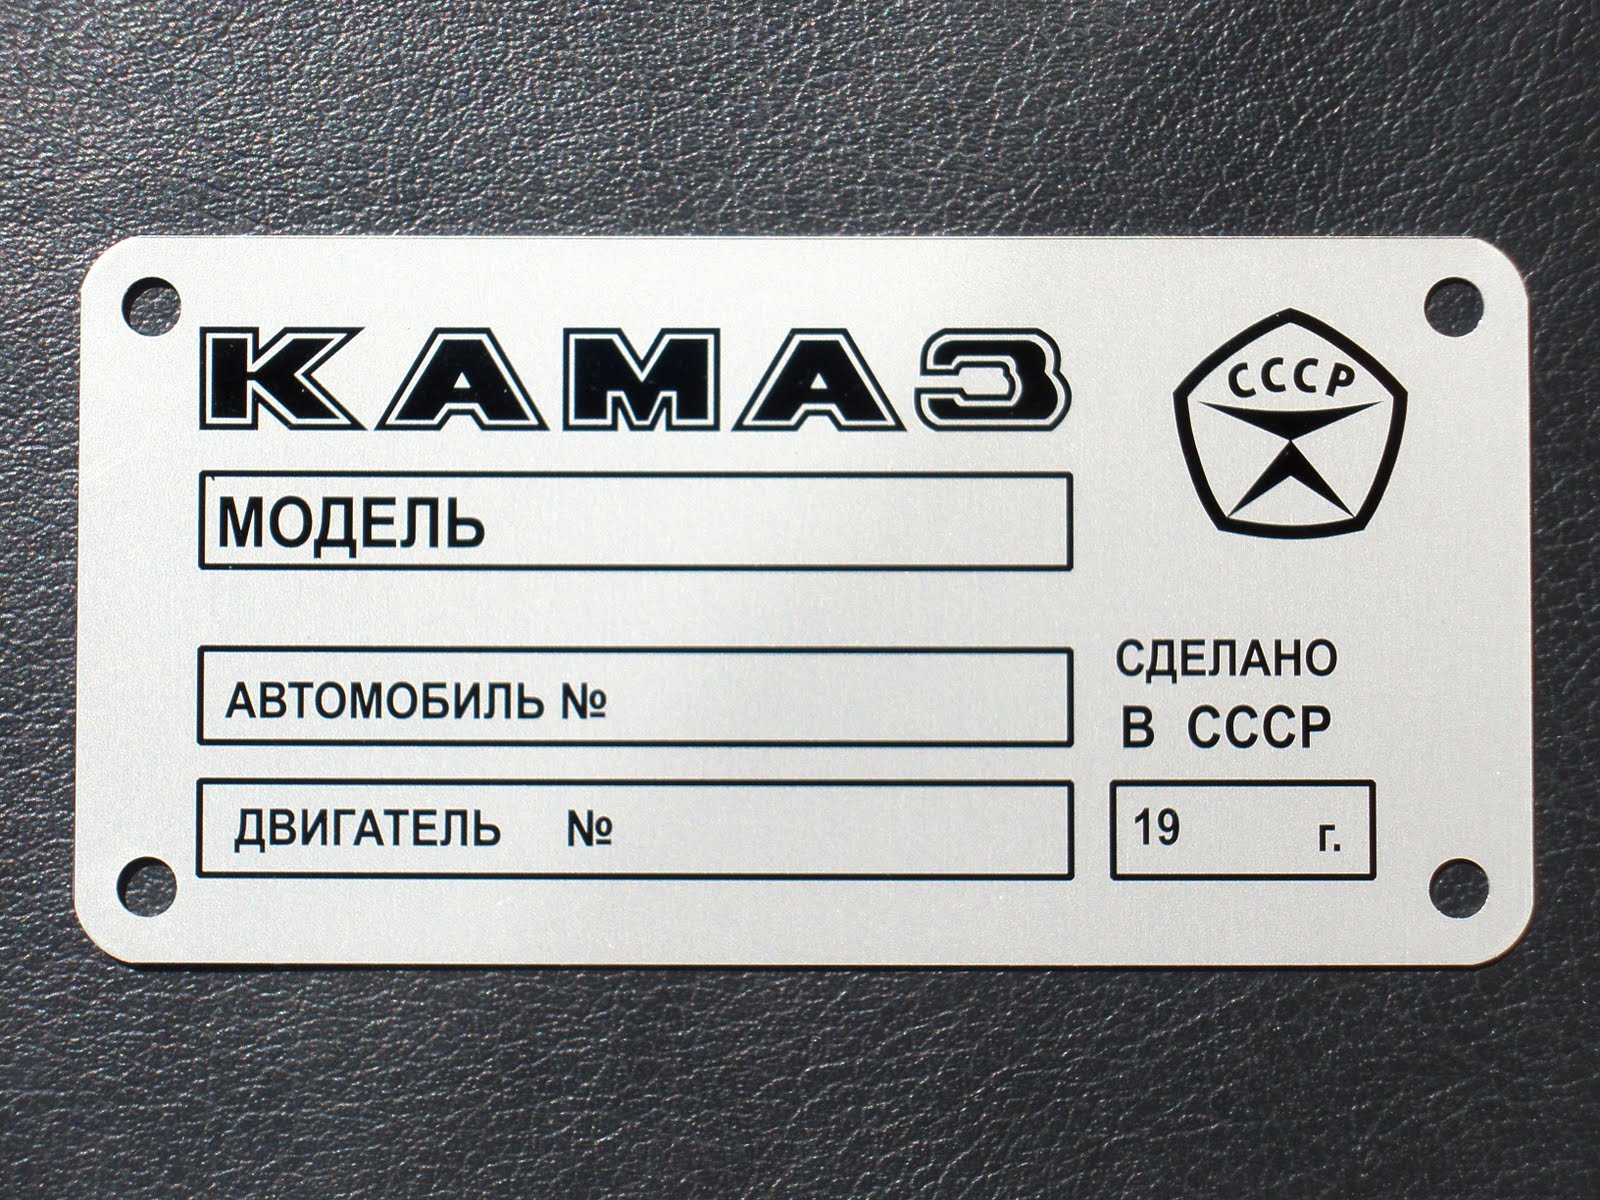 КАМАЗ
СССР
МОДЕЛЬ
АВТОМОБИЛЬ №
СДЕЛАНО
В СССР
ДВИГАТЕЛЬ №
19 г.